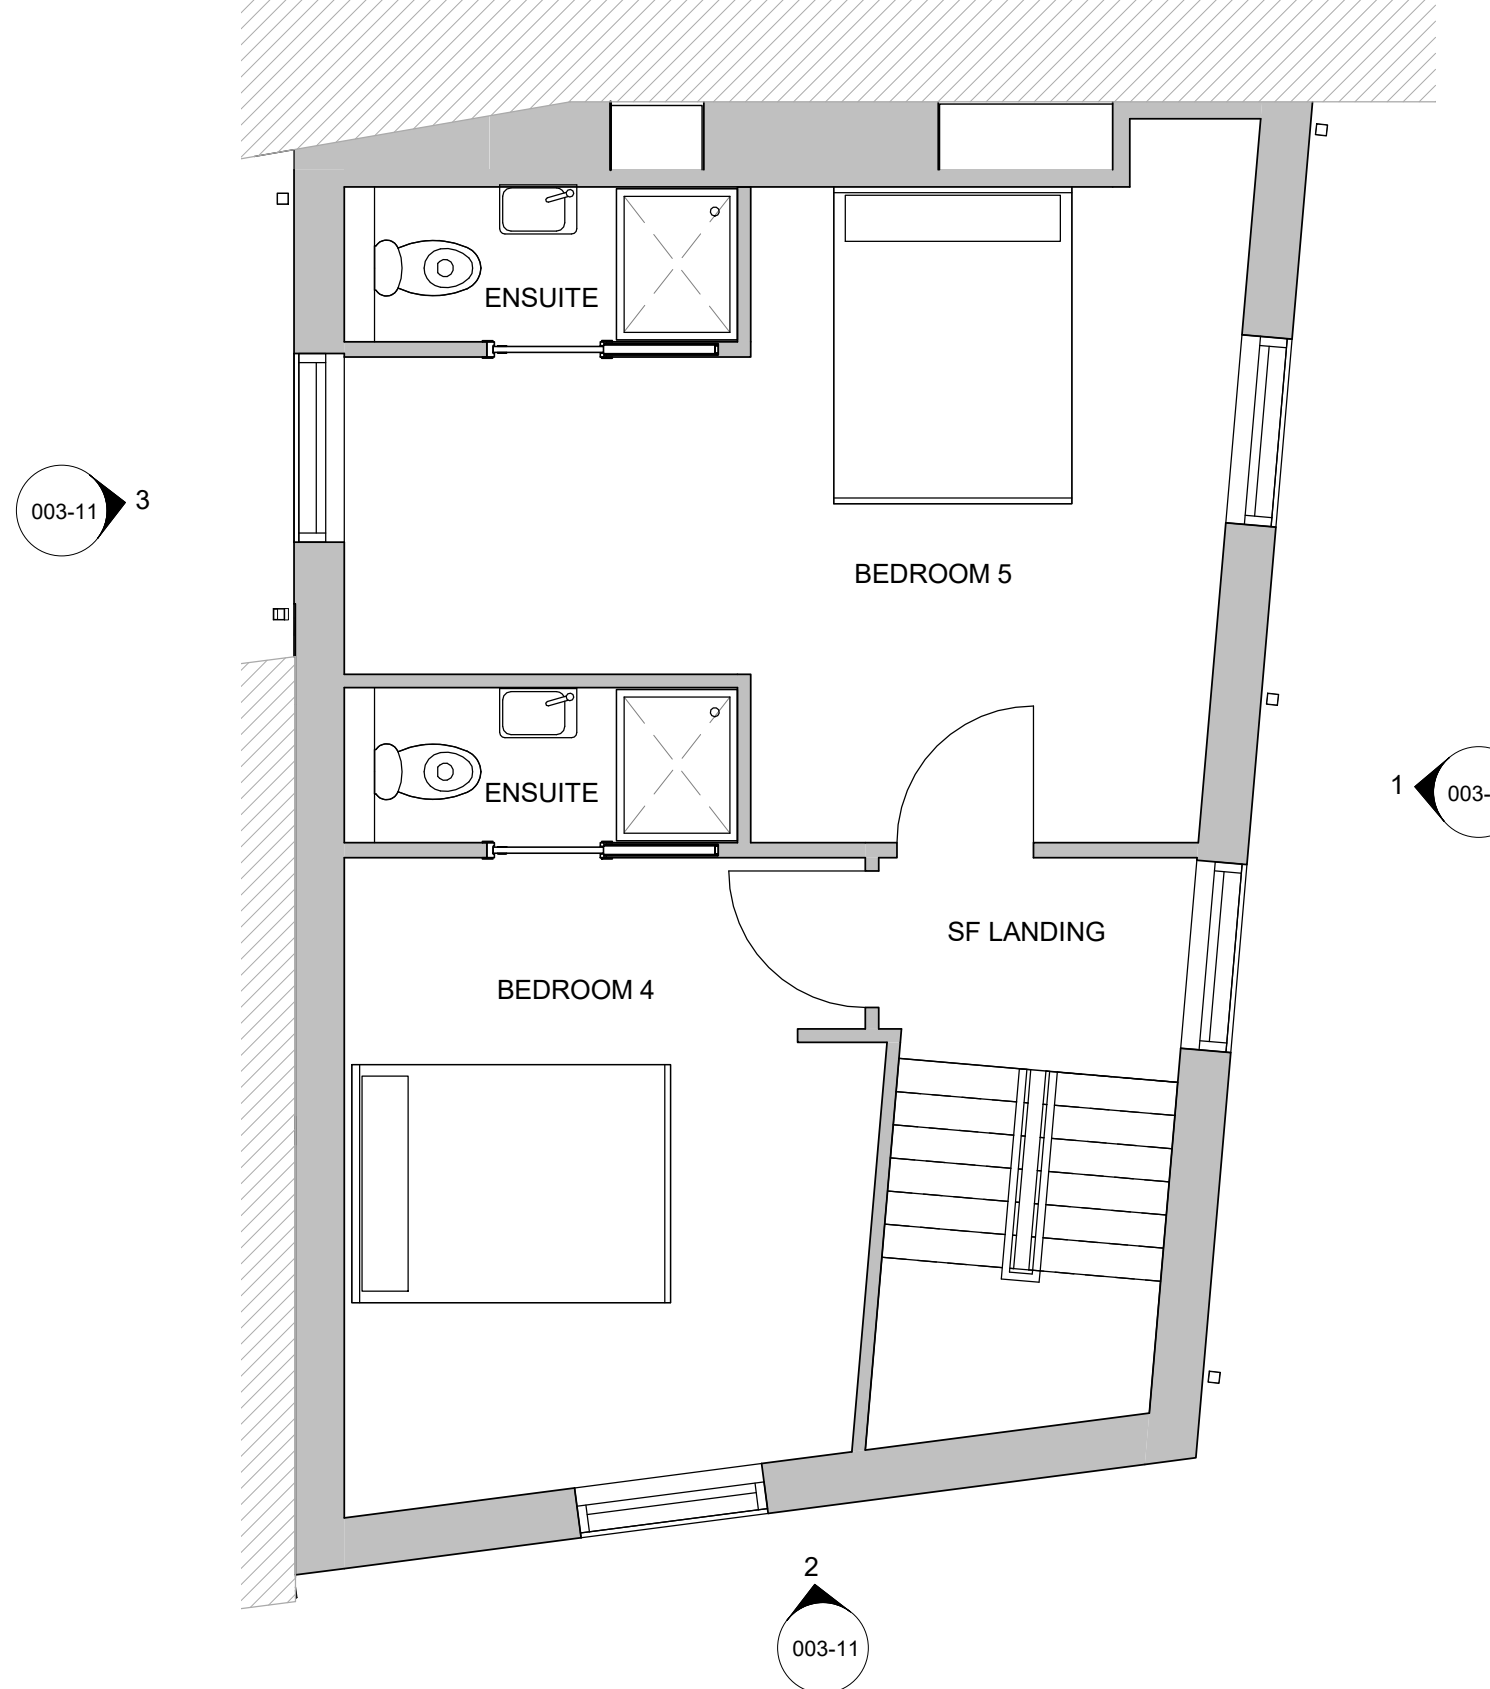 ENSUITE
003-11
3
BEDROOM 5
1
003-
ENSUITE
SF LANDING
BEDROOM 4
2
003-11